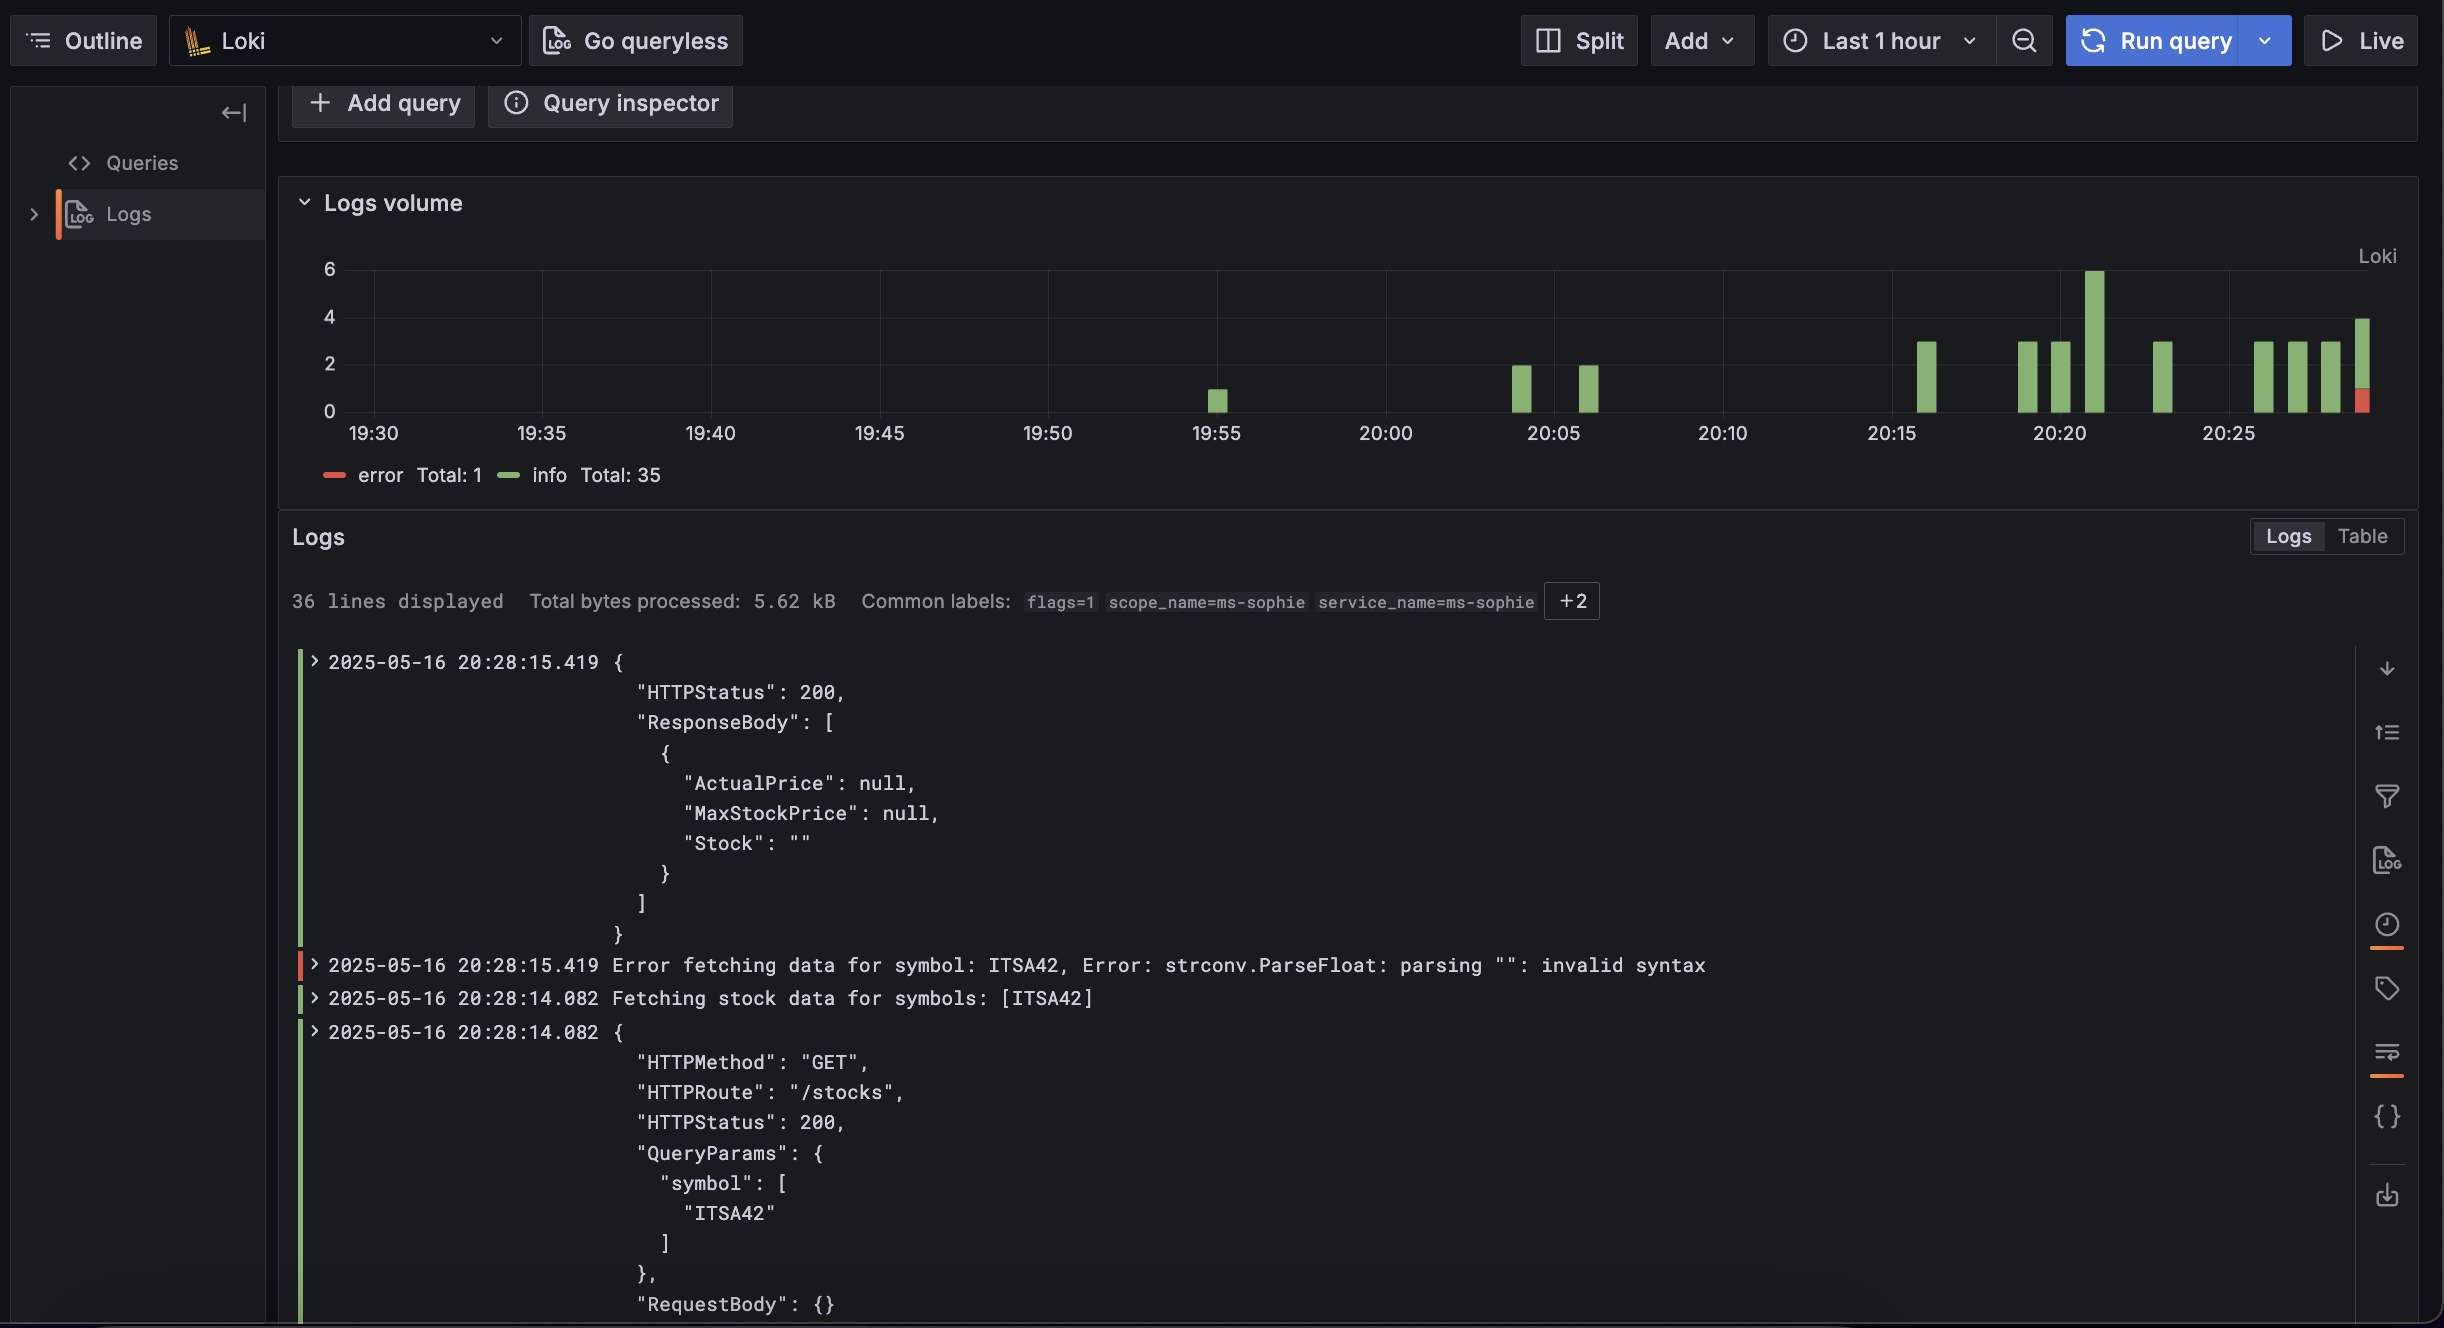 Outline
Loki
Go queryless
Split
Add
Last 1 hour
Run query
Live
Add query
Query inspector
Queries
LOG Logs
Logs volume
Loki
6
4
2
0
19:30 19:35 19:40 19:45 19:50 19:55 20:00 20:05 20:10 20:15 20:20 20:25
error Total: 1 info Total: 35
Logs
Logs Table
36 lines displayed Total bytes processed: 5.62 kB Common labels: flags=1 scope_name=ms-sophie service_name=ms-sophie +2
2025-05-16 20:28:15.419 {
"HTTPStatus": 200,
"ResponseBody": [
{
"ActualPrice": null,
"MaxStockPrice": null,
"Stock": ""
}
]
}
2025-05-16 20:28:15.419 Error fetching data for symbol: ITSA42, Error: strconv.ParseFloat: parsing "": invalid syntax
2025-05-16 20:28:14.082 Fetching stock data for symbols: [ITSA42]
2025-05-16 20:28:14.082 {
"HTTPMethod": "GET",
"HTTPRoute": "/stocks",
"HTTPStatus": 200,
"QueryParams": {
"symbol": [
"ITSA42"
]
},
"RequestBody": {}